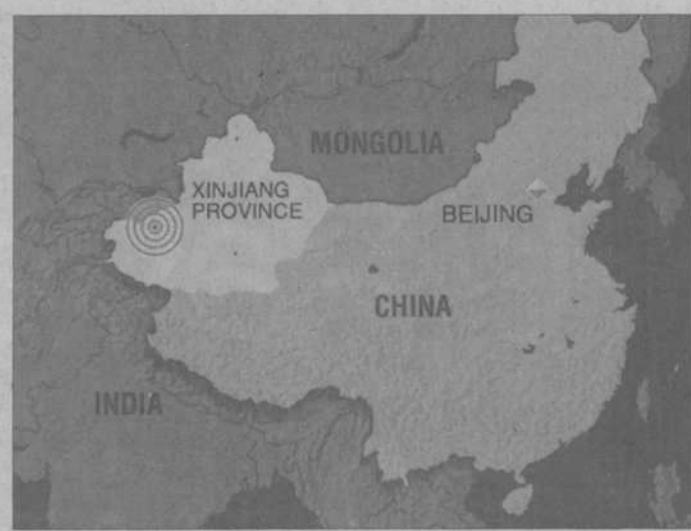 MONGOLIA
XINJIANG
PROVINCE
BEIJING
CHINA
INDIA